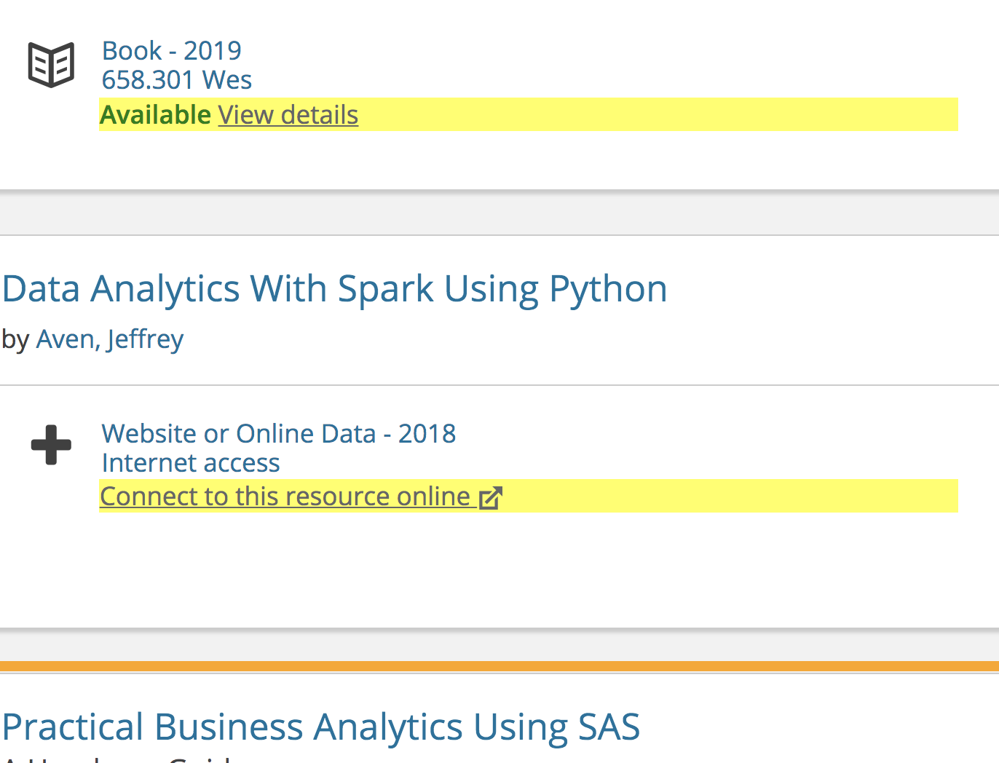 Book - 2019
658.301 Wes
Available View details
Data Analytics With Spark Using Python
by Aven, Jeffrey
Website or Online Data - 2018
Internet access
Connect to this resource online
Practical Business Analytics Using SAS